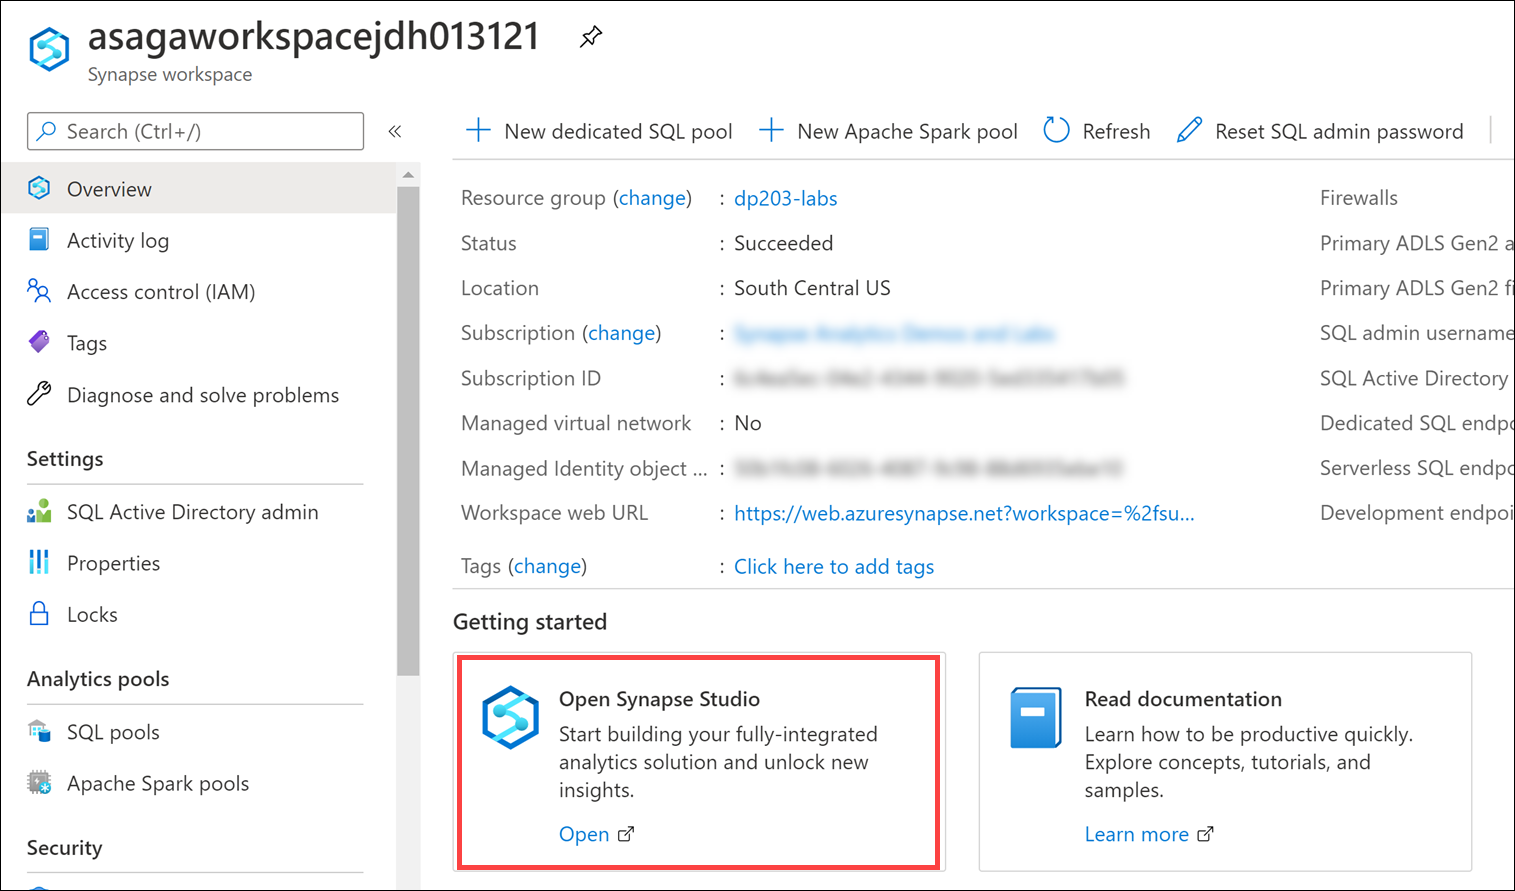 asagaworkspacejdh013121
Synapse workspace
Search (Ctrl+/)
«
New dedicated SQL pool
New Apache Spark pool
Refresh
Reset SQL admin password
Overview
Activity log
Access control (IAM)
Tags
Diagnose and solve problems
Settings
SQL Active Directory admin
Properties
Locks
Analytics pools
SQL pools
Apache Spark pools
Security
Resource group (change) : dp203-labs
Status : Succeeded
Location : South Central US
Subscription (change) : Synapse Analytics Demos and Labs
Subscription ID :
Managed virtual network : No
Managed Identity object ... :
Workspace web URL : https://web.azuresynapse.net?workspace=%2fsu...
Tags (change) : Click here to add tags
Firewalls
Primary ADLS Gen2 a
Primary ADLS Gen2 fi
SQL admin username
SQL Active Directory
Dedicated SQL endpo
Serverless SQL endpo
Development endpoi
Getting started
Open Synapse Studio
Start building your fully-integrated
analytics solution and unlock new
insights.
Open
Read documentation
Learn how to be productive quickly.
Explore concepts, tutorials, and
samples.
Learn more